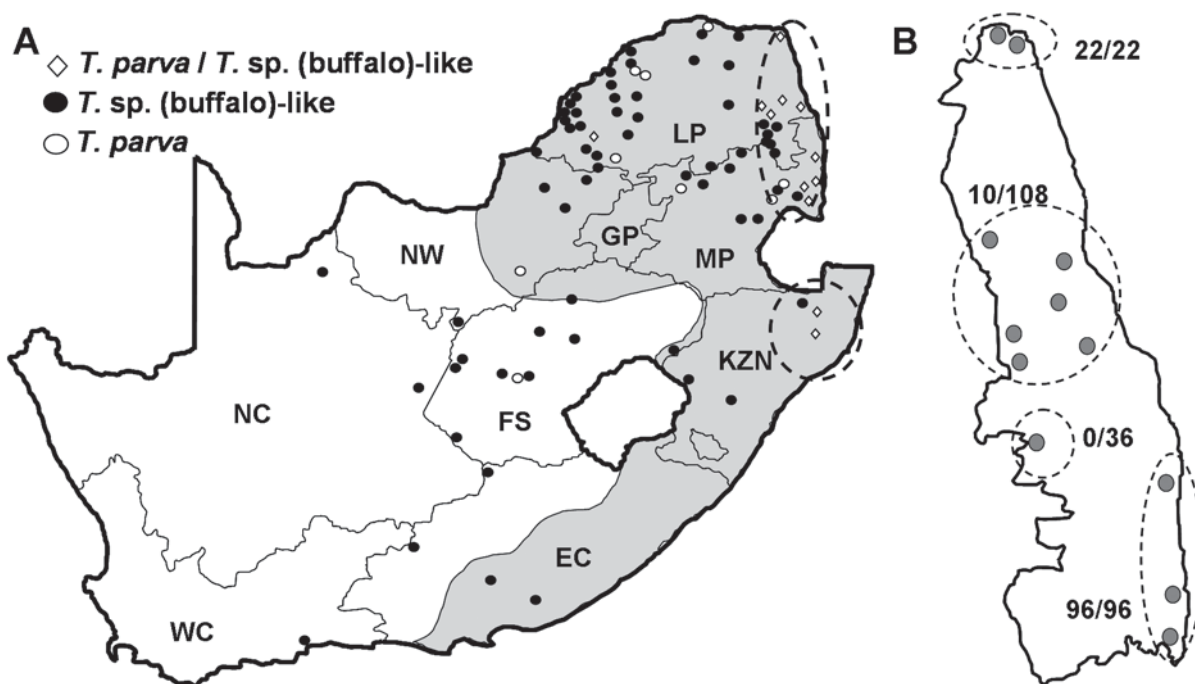 A
T. parva / T. sp. (buffalo)-like
T. sp. (buffalo)-like
T. parva
LP
GP
NW
MP
KZN
NC
FS
EC
WC
B
22/22
10/108
0/36
96/96